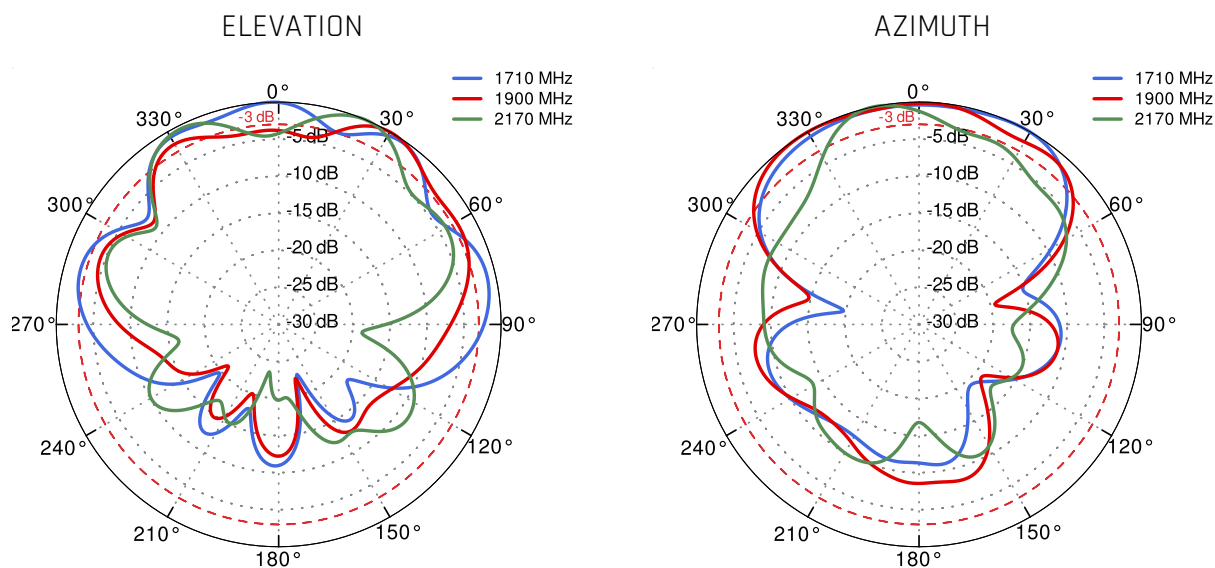 ELEVATION
1710 MHz
1900 MHz
2170 MHz
0°
330°
30°
-3 dB
-5 dB
-10 dB
300°
60°
-15 dB
-20 dB
-25 dB
270°
-30 dB
90°
240°
120°
210°
150°
180°
AZIMUTH
1710 MHz
1900 MHz
2170 MHz
0°
330°
30°
-3 dB
-5 dB
-10 dB
300°
60°
-15 dB
-20 dB
-25 dB
270°
-30 dB
90°
240°
120°
210°
150°
180°